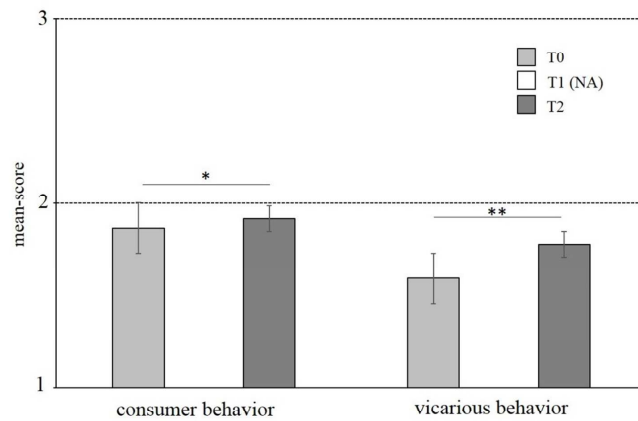 3
T0
T1 (NA)
T2
mean-score
*
2
**
1
consumer behavior
vicarious behavior